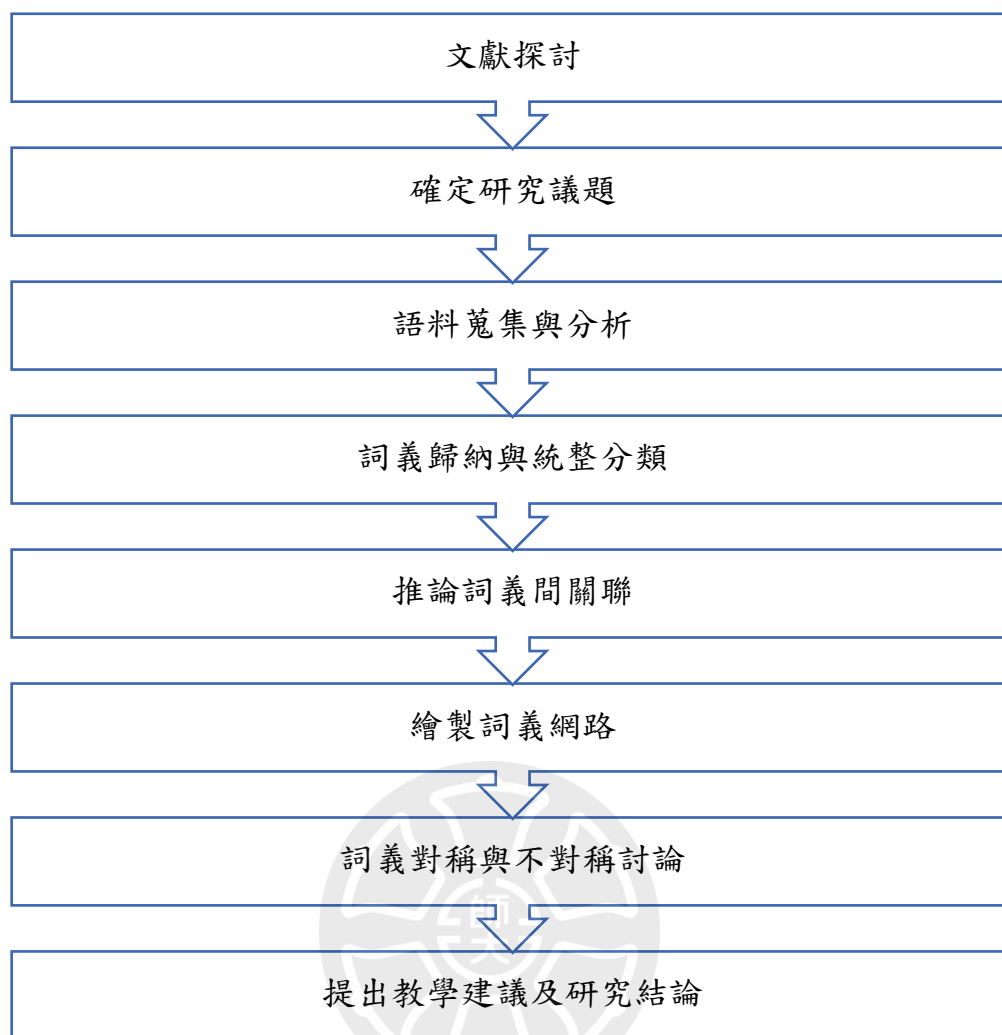 文獻探討
確定研究議題
語料蒐集與分析
詞義歸納與統整分類
推論詞義間關聯
繪製詞義網路
詞義對稱與不對稱討論
師大
提出教學建議及研究結論